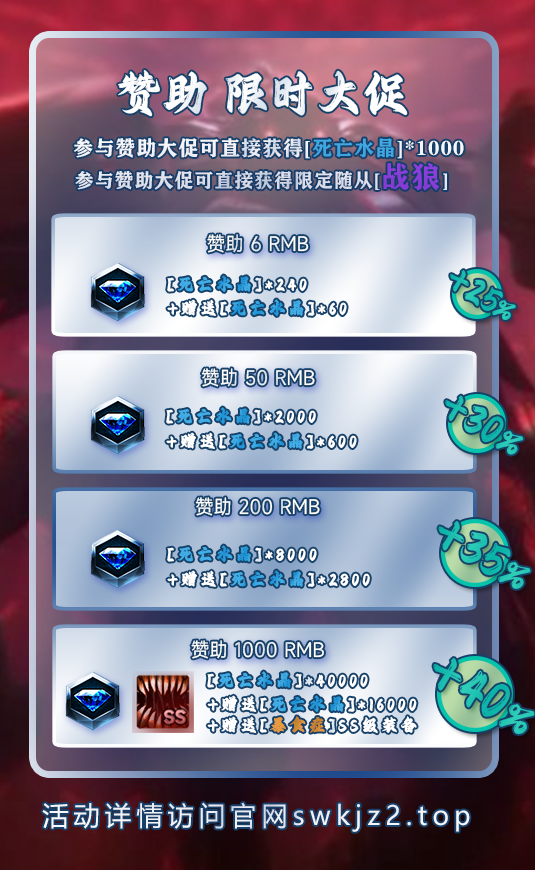 赞助 限时大促
参与赞助大促可直接获得[死亡水晶]*1000
参与赞助大促可直接获得限定随从[战狼]
赞助 6 RMB
[死亡水晶]*240
+赠送[死亡水晶]*60
+25%
赞助 50 RMB
[死亡水晶]*2000
+赠送[死亡水晶]*600
+30%
赞助 200 RMB
[死亡水晶]*8000
+赠送[死亡水晶]*2800
+35%
赞助 1000 RMB
[死亡水晶]*40000
+赠送[死亡水晶]*16000
SS
+赠送[暴食症]SS级装备
+40%
活动详情访问官网swkjz2.top